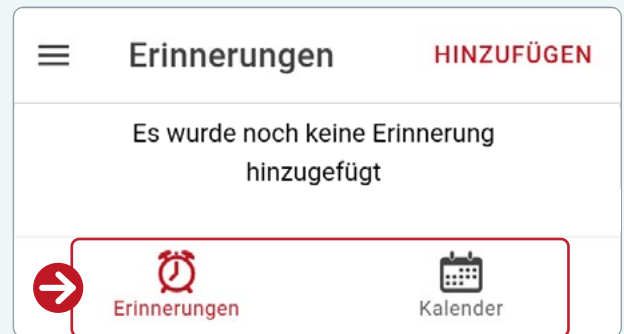 Erinnerungen HINZUFÜGEN
Es wurde noch keine Erinnerung
hinzugefügt
Erinnerungen Kalender